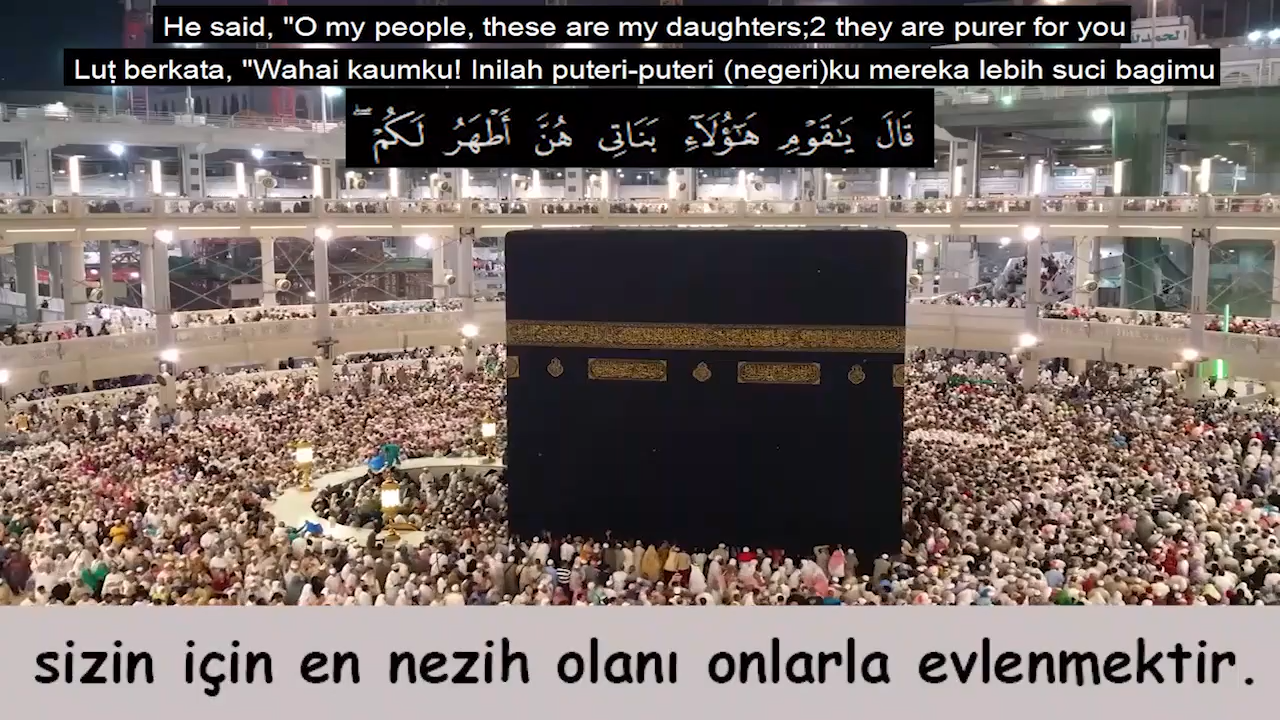 He said, "O my people, these are my daughters;2 they are purer for you
Luṭ berkata, "Wahai kaumku! Inilah puteri-puteri (negeri)ku mereka lebih suci bagimu
قَالَ يَـٰقَوْمِ هَـٰٓؤُلَآءِ بَنَاتِى هُنَّ أَطْهَرُ لَكُمْ ۖ
sizin için en nezih olanı onlarla evlenmektir.